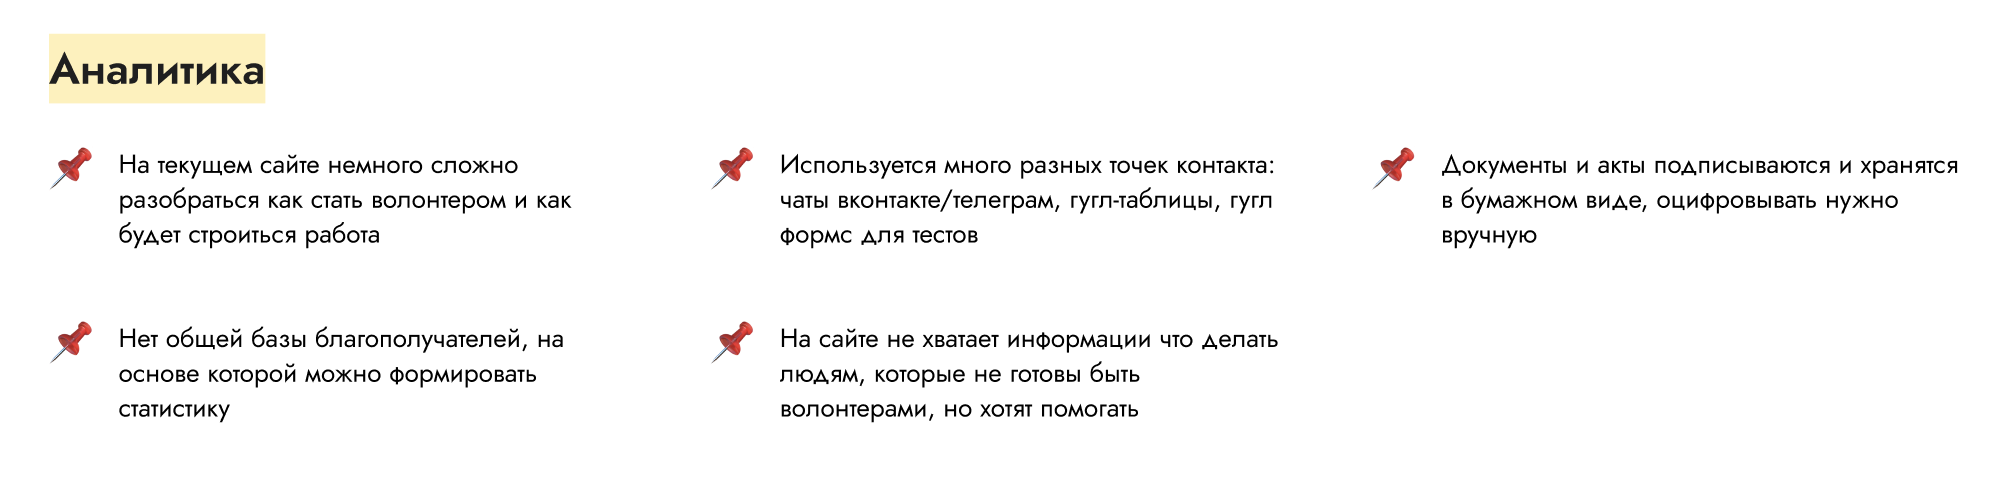 Аналитика
На текущем сайте немного сложно
разобраться как стать волонтером и как
будет строиться работа
Используется много разных точек контакта:
чаты вконтакте/телеграм, гугл-таблицы, гугл
формс для тестов
Документы и акты подписываются и хранятся
в бумажном виде, оцифровывать нужно
вручную
Нет общей базы благополучателей, на
основе которой можно формировать
статистику
На сайте не хватает информации что делать
людям, которые не готовы быть
волонтерами, но хотят помогать